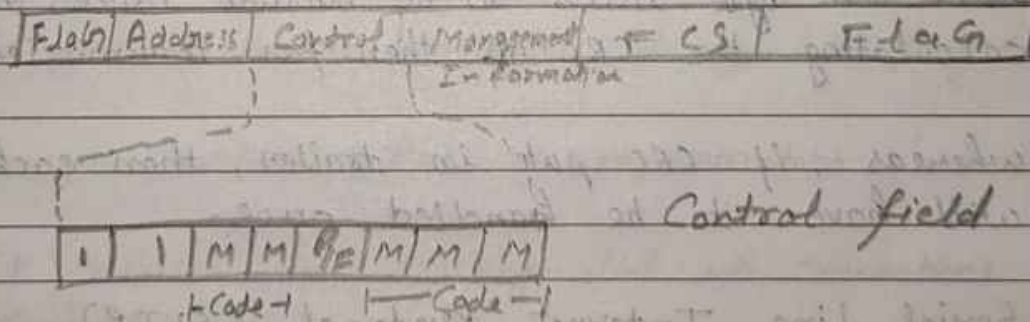 Flag Address Control Management FCS Flag
Information
Control field
1 1 M M P/F M M M
Code Code